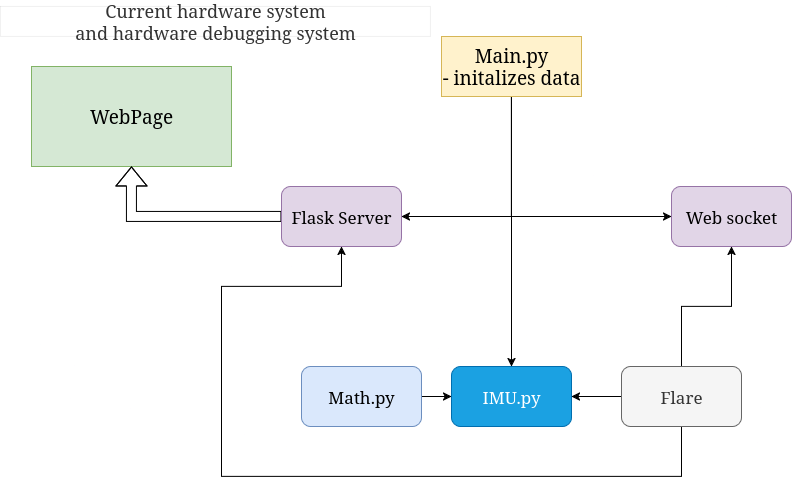 Current hardware system
and hardware debugging system
Main.py
- initalizes data
WebPage
Flask Server
Web socket
Math.py
IMU.py
Flare